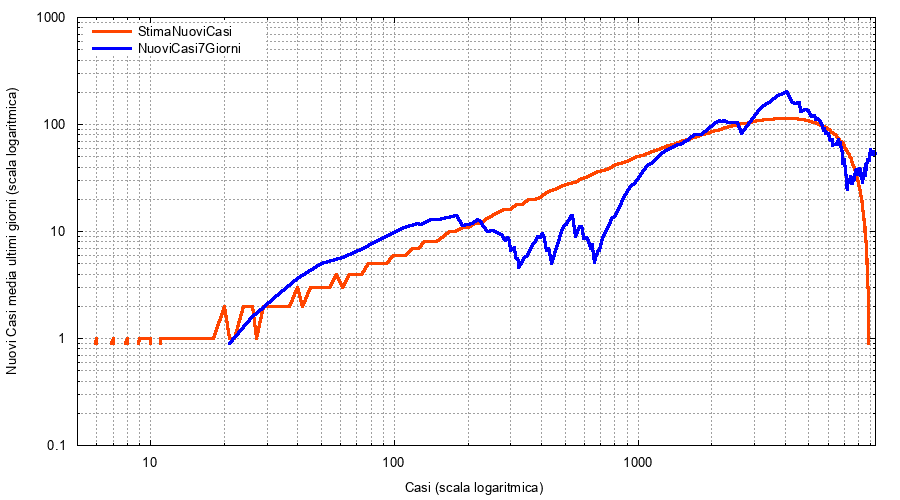 1000
StimaNuoviCasi
NuoviCasi7Giorni
100
10
1
0.1
Nuovi Casi media ultimi giorni (scala logaritmica)
10
100
1000
Casi (scala logaritmica)